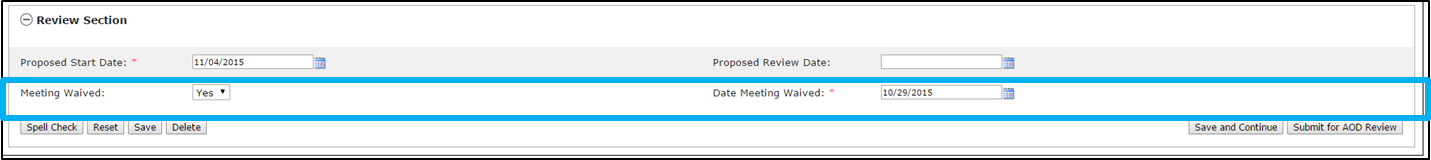 Review Section
Proposed Start Date: * 11/04/2015 Proposed Review Date:
Meeting Waived: Yes Date Meeting Waived: * 10/29/2015
Spell Check Reset Save Delete Save and Continue Submit for AOD Review